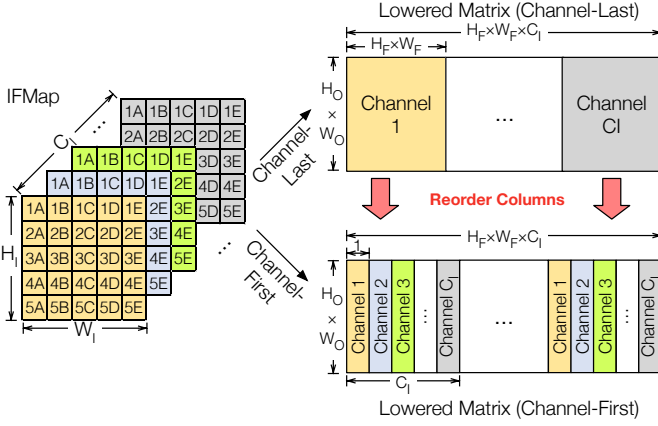 Lowered Matrix (Channel-Last)
H_F×W_F×C_I
H_F×W_F
H_O × W_O
Channel 1
...
Channel CI
IFMap
C_I
...
1A 1B 1C 1D 1E
2A 2B 2C 2D 2E
3D 3E
4D 4E
5D 5E
1A 1B 1C 1D 1E
2E
3E
4E
5E
1A 1B 1C 1D 1E
2E
3E
4E
5E
1A 1B 1C 1D 1E
2A 2B 2C 2D 2E
3A 3B 3C 3D 3E
4A 4B 4C 4D 4E
5A 5B 5C 5D 5E
H_I
W_I
...
Channel-Last
Channel-First
Reorder Columns
H_F×W_F×C_I
1
H_O × W_O
Channel 1
Channel 2
Channel 3
...
Channel C_I
...
Channel 1
Channel 2
Channel 3
...
Channel C_I
C_I
Lowered Matrix (Channel-First)